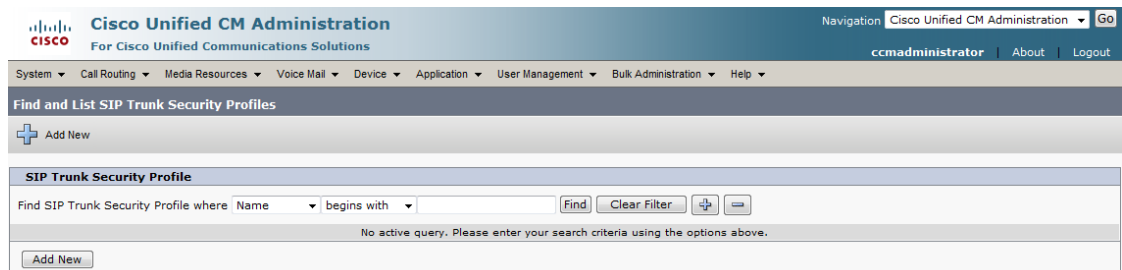 Cisco Unified CM Administration
Navigation Cisco Unified CM Administration Go
CISCO
For Cisco Unified Communications Solutions
ccmadministrator | About | Logout
System Call Routing Media Resources Voice Mail Device Application User Management Bulk Administration Help
Find and List SIP Trunk Security Profiles
Add New
SIP Trunk Security Profile
Find SIP Trunk Security Profile where Name begins with Find Clear Filter
No active query. Please enter your search criteria using the options above.
Add New